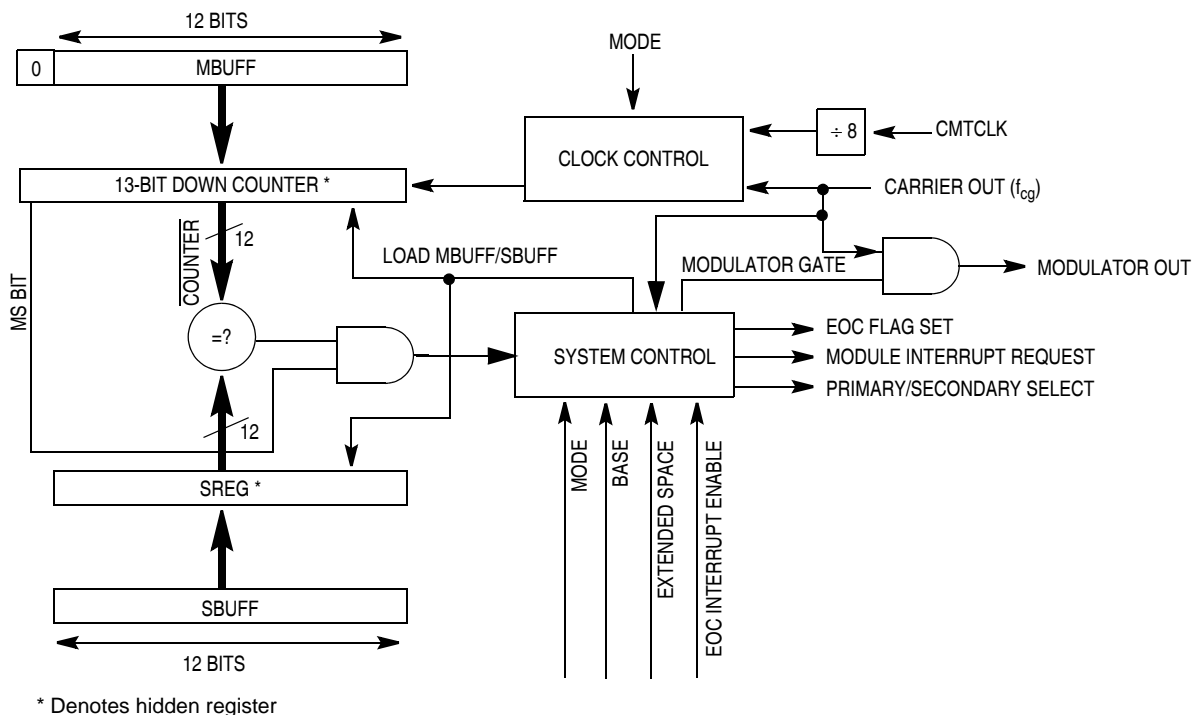 12 BITS
0
MBUFF
MODE
÷ 8
CMTCLK
CLOCK CONTROL
13-BIT DOWN COUNTER *
CARRIER OUT (fcg)
COUNTER
12
MS BIT
LOAD MBUFF/SBUFF
MODULATOR GATE
MODULATOR OUT
=?
SYSTEM CONTROL
EOC FLAG SET
MODULE INTERRUPT REQUEST
PRIMARY/SECONDARY SELECT
12
SREG *
MODE
BASE
EXTENDED SPACE
EOC INTERRUPT ENABLE
SBUFF
12 BITS
* Denotes hidden register